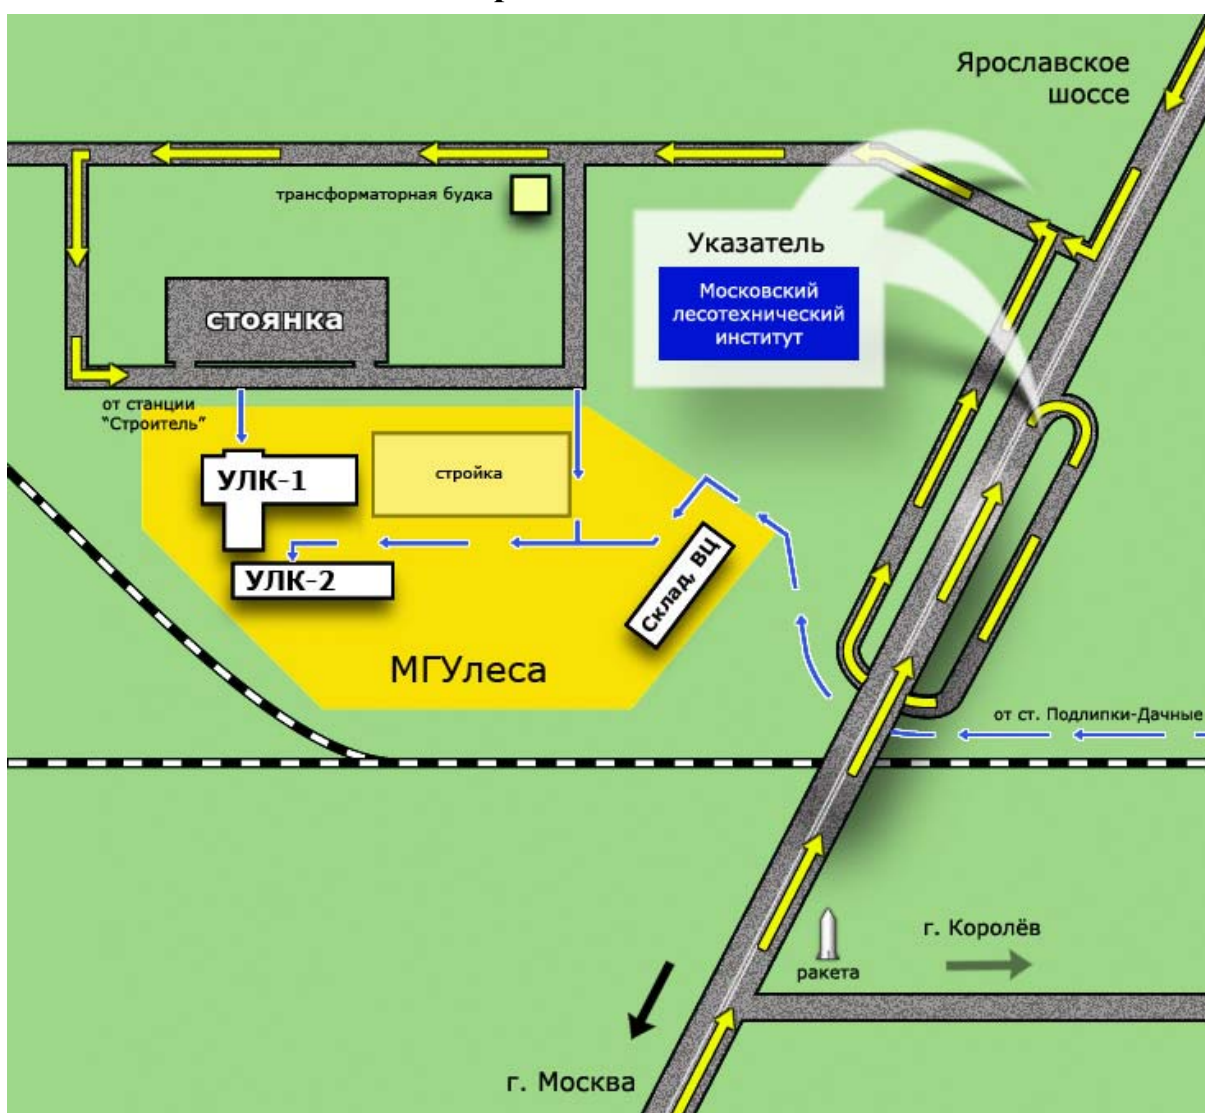 Ярославское
шоссе
трансформаторная будка
Указатель
Московский
лесотехнический
институт
стоянка
от станции
"Строитель"
УЛК-1
стройка
УЛК-2
Склад, ВЦ
МГУлеса
от ст. Подлипки-Дачные
г. Королёв
ракета
г. Москва